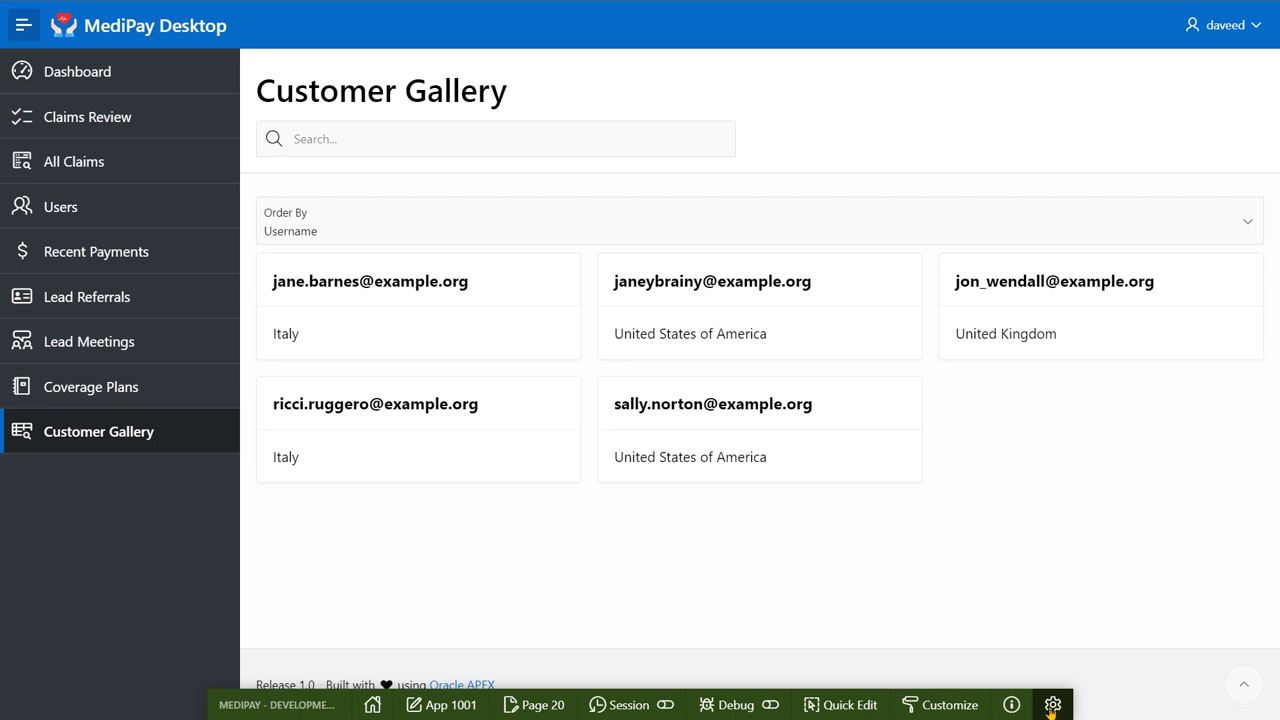 MediPay Desktop
daveed
Dashboard
Claims Review
All Claims
Users
Recent Payments
Lead Referrals
Lead Meetings
Coverage Plans
Customer Gallery
Customer Gallery
Search...
Order By
Username
jane.barnes@example.org
Italy
janeybrainy@example.org
United States of America
jon_wendall@example.org
United Kingdom
ricci.ruggero@example.org
Italy
sally.norton@example.org
United States of America
Release 1.0 Built with using Oracle APEX
MEDIPAY - DEVELOPME... App 1001 Page 20 Session Debug Quick Edit Customize